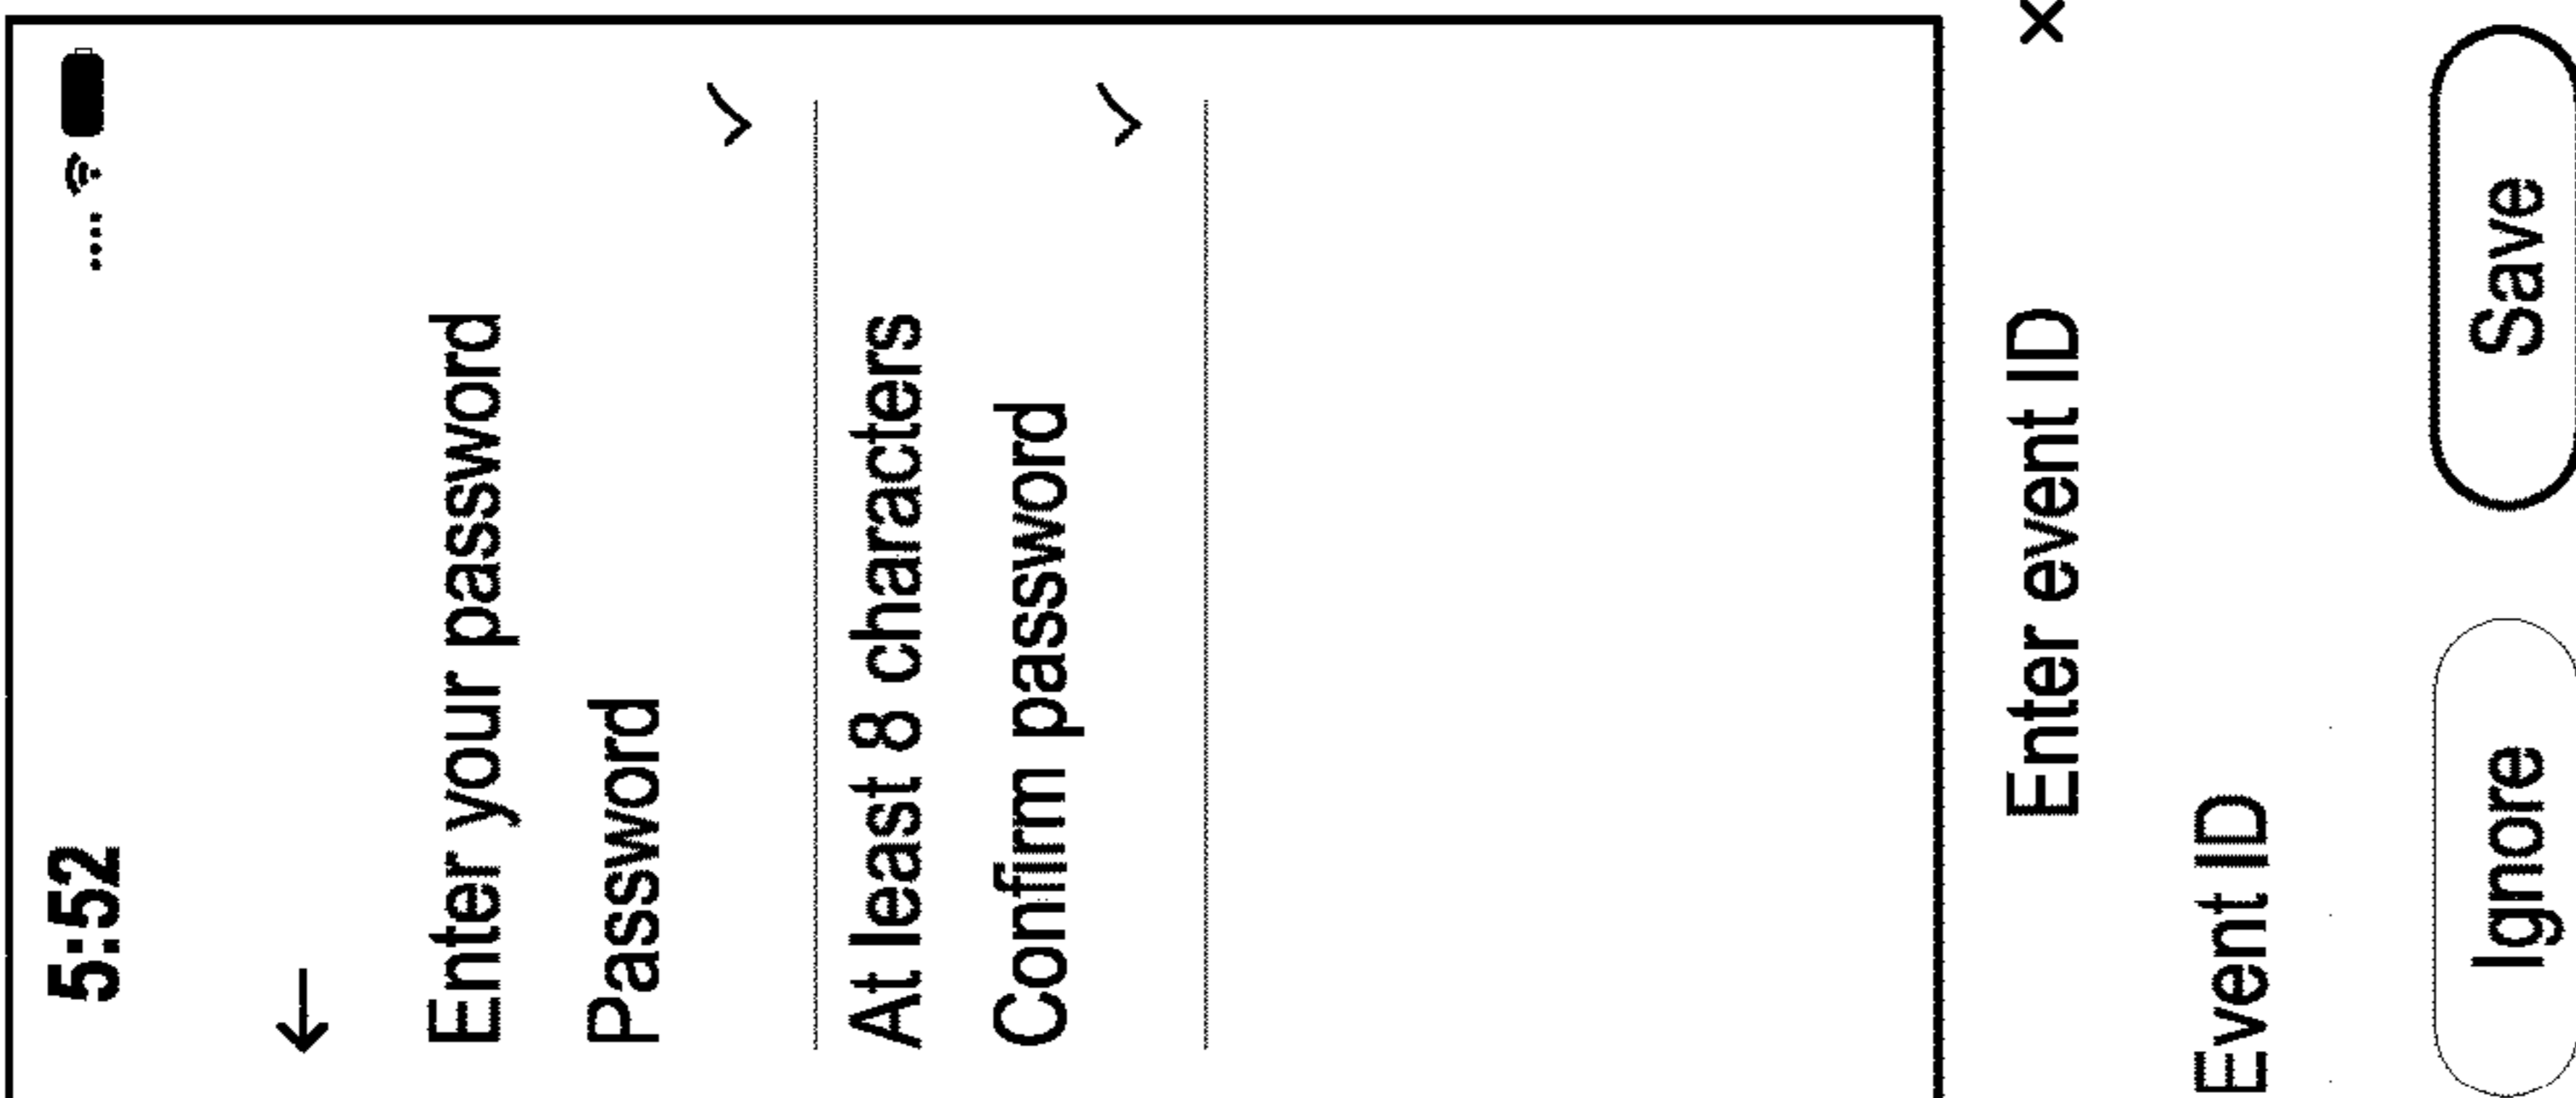 5:52
Enter your password
Password
At least 8 characters
Confirm password
Enter event ID
Event ID
Ignore
Save